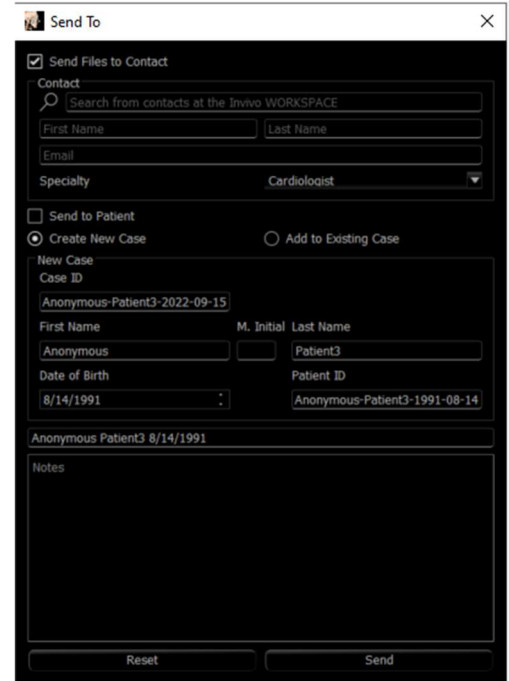 Send To
Send Files to Contact
Contact
Search from contacts at the Invivo WORKSPACE
First Name Last Name
Email
Specialty Cardiologist
Send to Patient
Create New Case Add to Existing Case
New Case
Case ID
Anonymous-Patient3-2022-09-15
First Name M. Initial Last Name
Anonymous Patient3
Date of Birth Patient ID
8/14/1991 Anonymous-Patient3-1991-08-14
Anonymous Patient3 8/14/1991
Notes
Reset Send